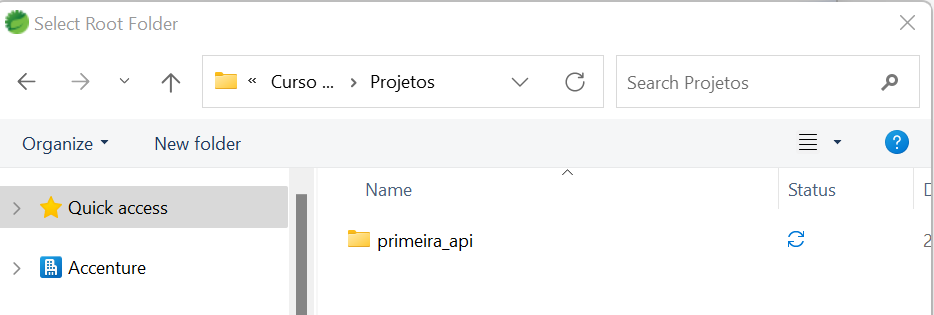 Select Root Folder
« Curso ... > Projetos
Search Projetos
Organize
New folder
Name
Status
Quick access
primeira_api
Accenture